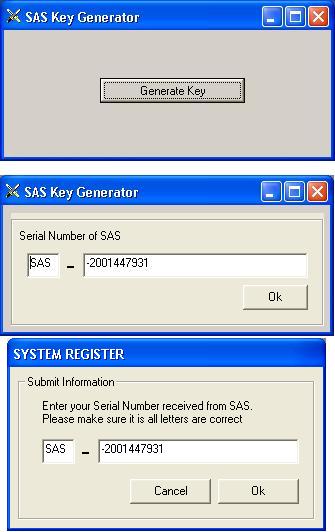 SAS Key Generator
Generate Key
SAS Key Generator
Serial Number of SAS
SAS - -2001447931
Ok
SYSTEM REGISTER
Submit Information
Enter your Serial Number received from SAS.
Please make sure it is all letters are correct
SAS - -2001447931
Cancel Ok